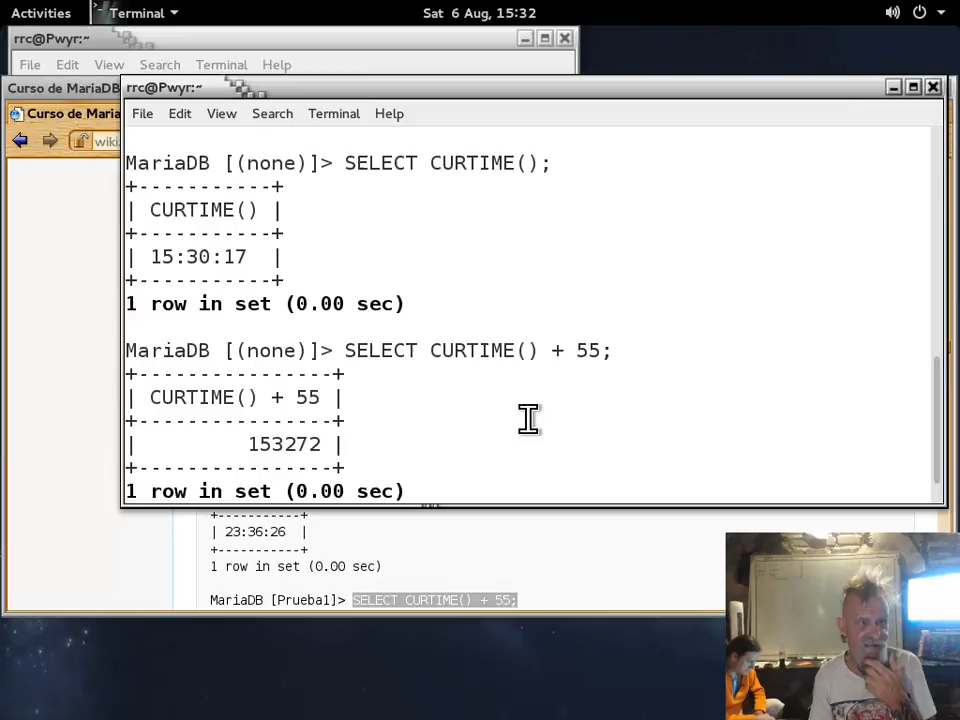 Activities Terminal Sat 6 Aug, 15:32
rrc@Pwyr:~
File Edit View Search Terminal Help
Curso de MariaDB
rrc@Pwyr:~
Curso de Maria
File Edit View Search Terminal Help
wiki.
MariaDB [(none)]> SELECT CURTIME();
+-----------+
| CURTIME() |
+-----------+
| 15:30:17  |
+-----------+
1 row in set (0.00 sec)
MariaDB [(none)]> SELECT CURTIME() + 55;
+----------------+
| CURTIME() + 55 |
+----------------+
|         153272 |
+----------------+
1 row in set (0.00 sec)
+-----------+
| 23:36:26  |
+-----------+
1 row in set (0.00 sec)
MariaDB [Prueba1]> SELECT CURTIME() + 55;